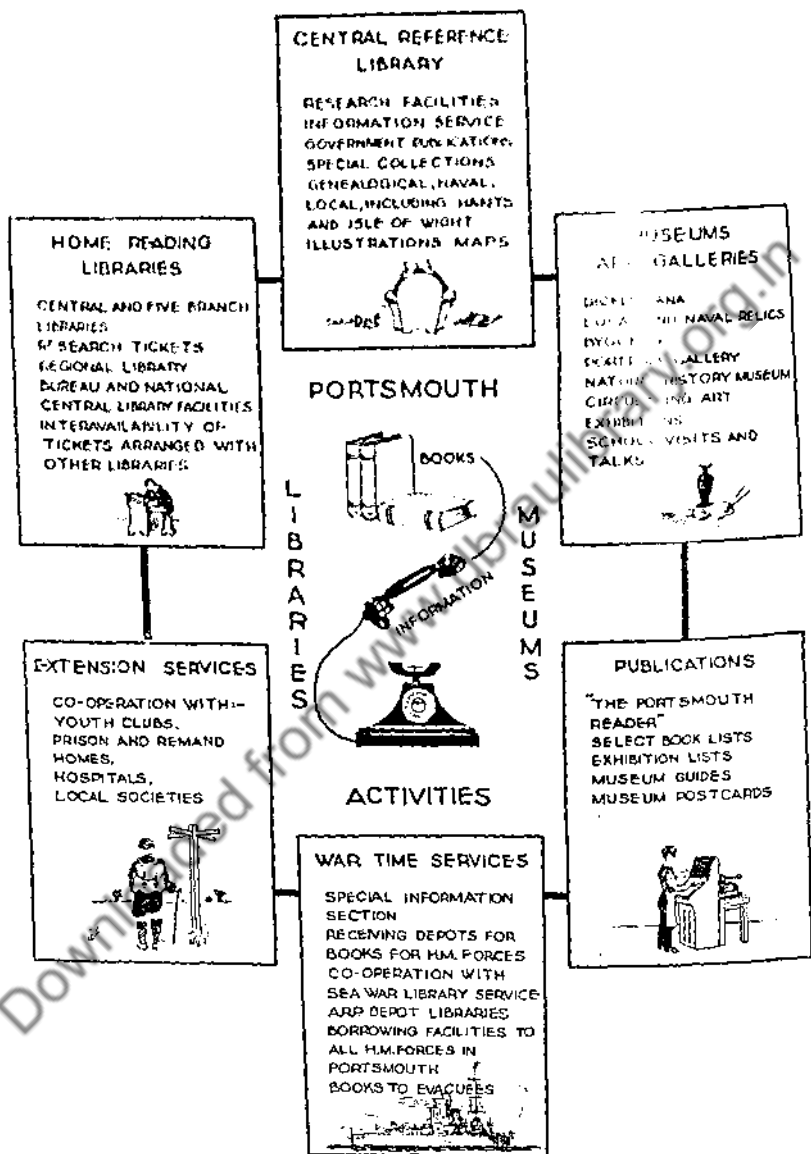 CENTRAL REFERENCE
LIBRARY
RESEARCH FACILITIES
INFORMATION SERVICE
GOVERNMENT PUBLICATIONS
SPECIAL COLLECTIONS
GENEALOGICAL, NAVAL,
LOCAL, INCLUDING HANTS
AND ISLE OF WIGHT
ILLUSTRATIONS MAPS
HOME READING
LIBRARIES
CENTRAL AND FIVE BRANCH
LIBRARIES
RESEARCH TICKETS
REGIONAL LIBRARY
BUREAU AND NATIONAL
CENTRAL LIBRARY FACILITIES
INTERAVAILABILITY OF
TICKETS ARRANGED WITH
OTHER LIBRARIES
MUSEUMS
GALLERIES
NAVAL RELICS
GALLERY
NATURAL HISTORY MUSEUM
ART
SCHOOL VISITS AND
TALKS
PORTSMOUTH
LIBRARIES
MUSEUMS
BOOKS
INFORMATION
ACTIVITIES
EXTENSION SERVICES
CO-OPERATION WITH:-
YOUTH CLUBS,
PRISON AND REMAND
HOMES,
HOSPITALS,
LOCAL SOCIETIES
WAR TIME SERVICES
SPECIAL INFORMATION
SECTION
RECEIVING DEPOTS FOR
BOOKS FOR H.M. FORCES
CO-OPERATION WITH
SEA WAR LIBRARY SERVICE
ARP DEPOT LIBRARIES
BORROWING FACILITIES TO
ALL H.M. FORCES IN
PORTSMOUTH
BOOKS TO EVACUEES
PUBLICATIONS
"THE PORTSMOUTH
READER"
SELECT BOOK LISTS
EXHIBITION LISTS
MUSEUM GUIDES
MUSEUM POSTCARDS
Downloaded from www.dbraulibrary.org.in